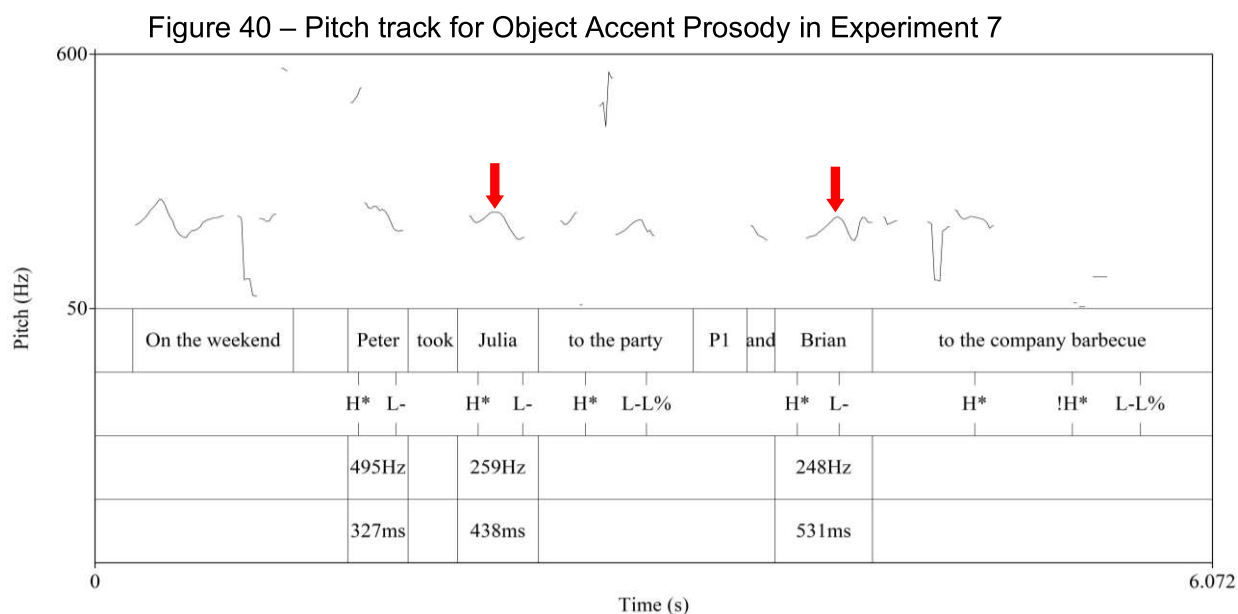 Figure 40 – Pitch track for Object Accent Prosody in Experiment 7
600
50
Pitch (Hz)
On the weekend Peter took Julia to the party P1 and Brian to the company barbecue
H* L- H* L- H* L-L% H* L- H* !H* L-L%
495Hz 259Hz 248Hz
327ms 438ms 531ms
0 6.072
Time (s)